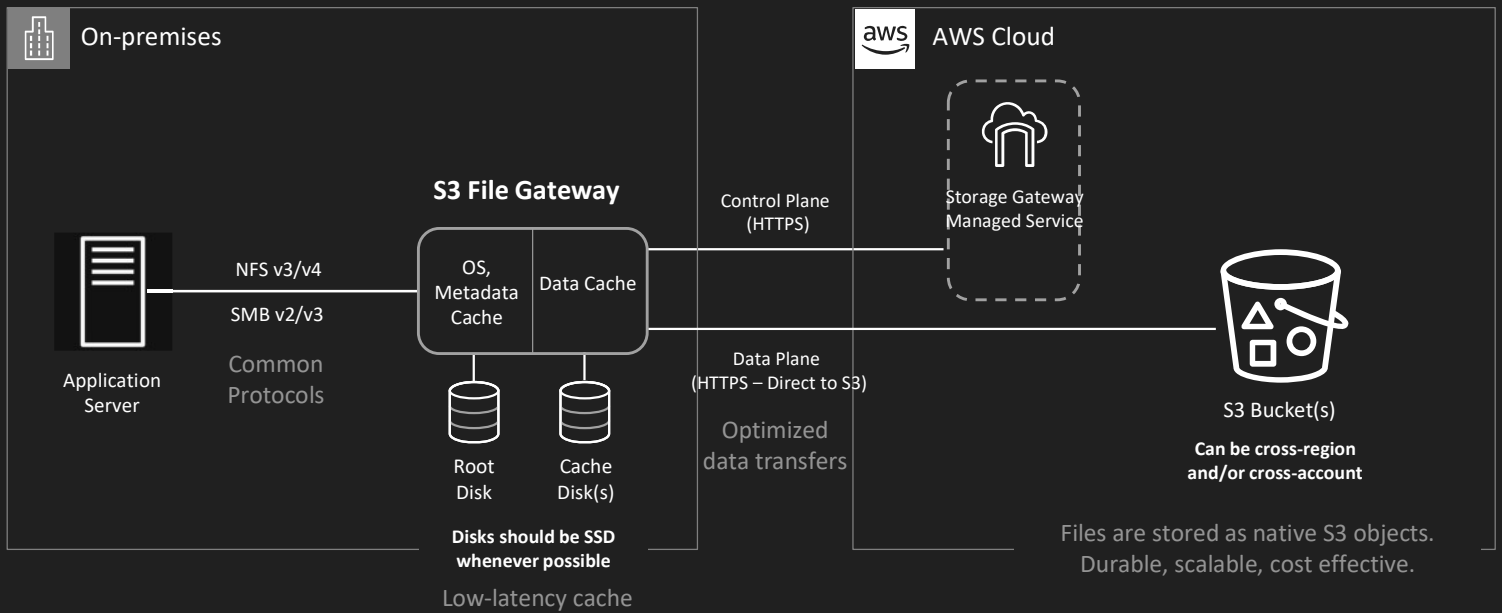 On-premises
aws
AWS Cloud
S3 File Gateway
Control Plane
(HTTPS)
Storage Gateway
Managed Service
NFS v3/v4
SMB v2/v3
Common
Protocols
OS,
Metadata
Cache
Data Cache
Application
Server
Data Plane
(HTTPS – Direct to S3)
Optimized
data transfers
Root
Disk
Cache
Disk(s)
Disks should be SSD
whenever possible
Low-latency cache
S3 Bucket(s)
Can be cross-region
and/or cross-account
Files are stored as native S3 objects.
Durable, scalable, cost effective.